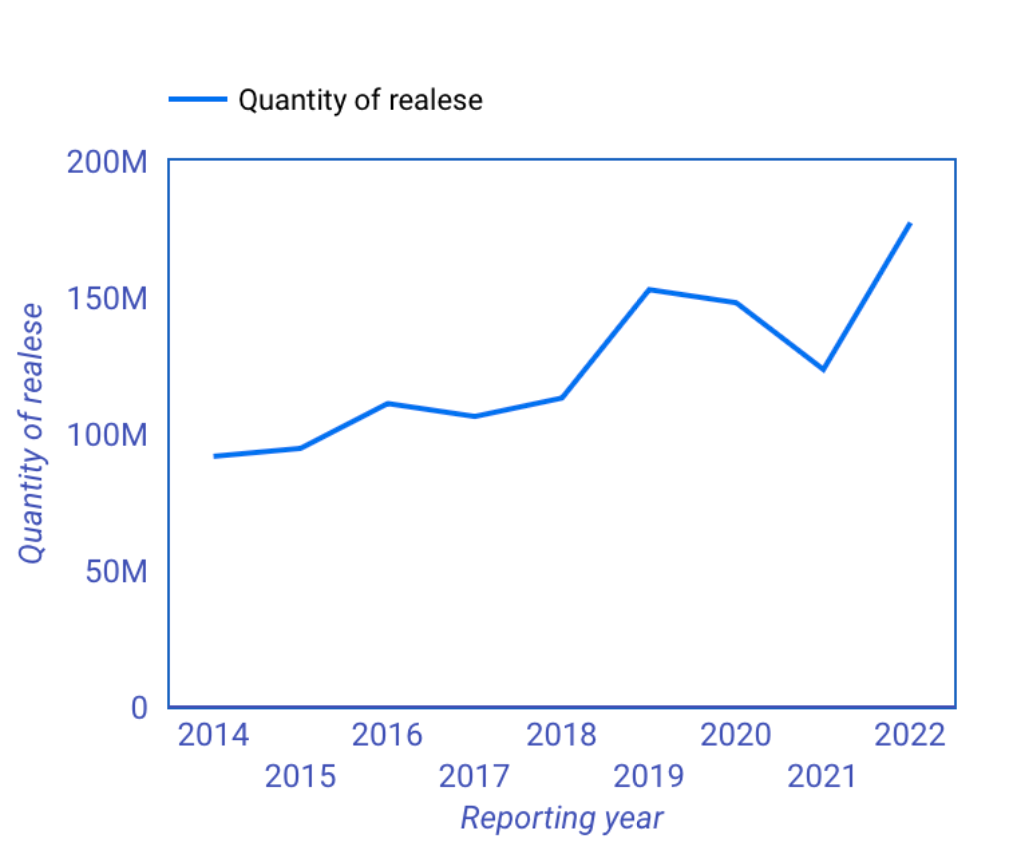 Quantity of realese
200M
150M
100M
50M
0
Quantity of realese
2014 2016 2018 2020 2022
2015 2017 2019 2021
Reporting year